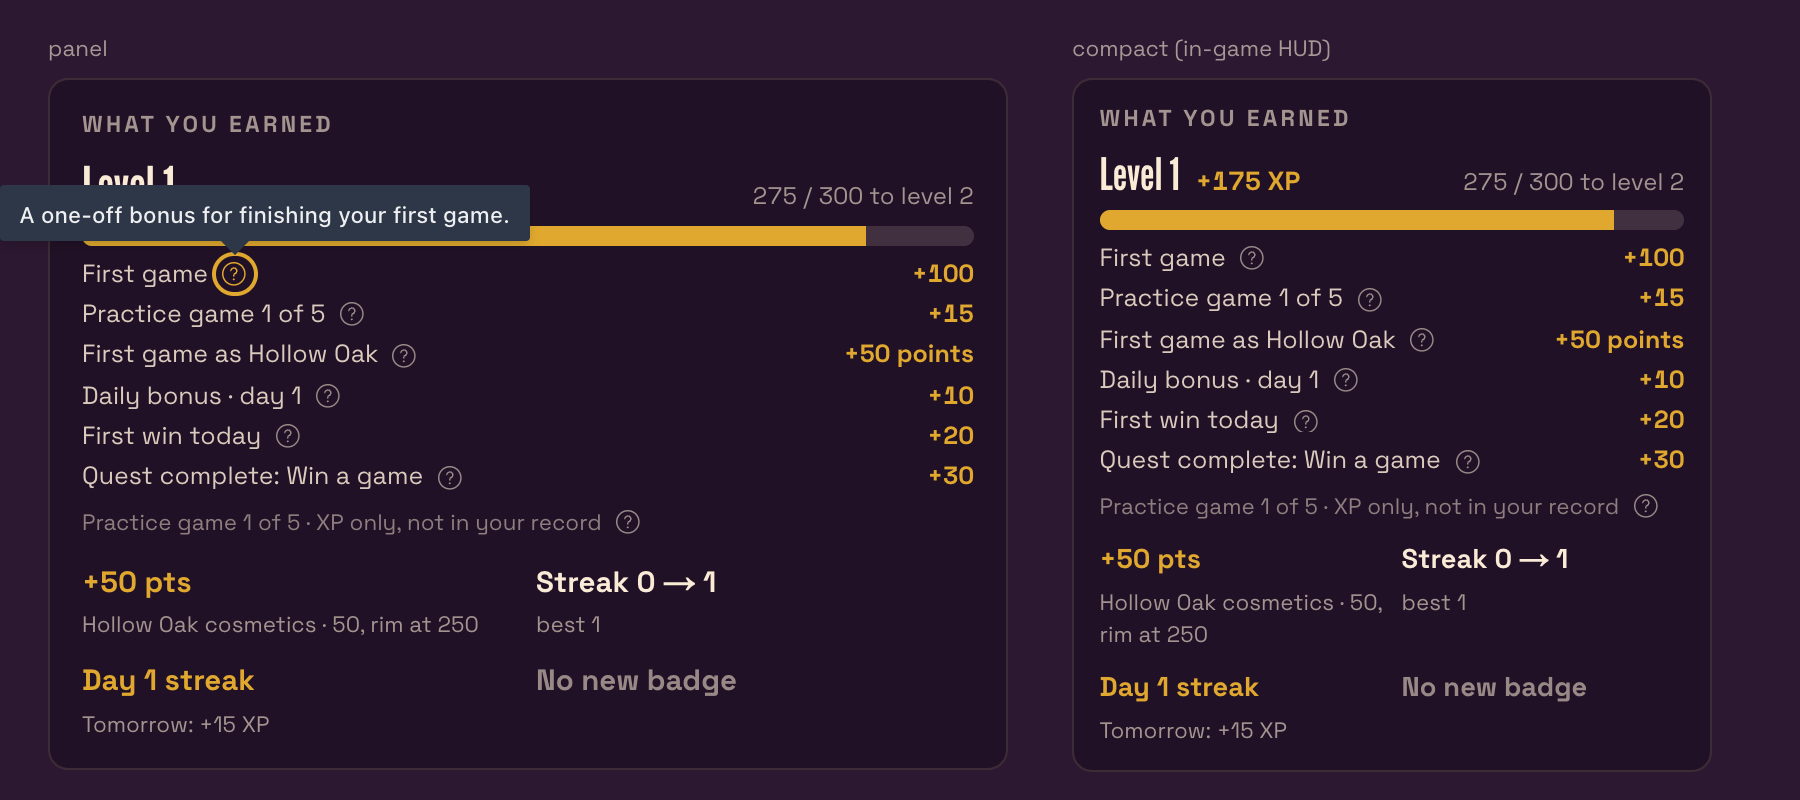 panel
WHAT YOU EARNED
Level 1
275 / 300 to level 2
A one-off bonus for finishing your first game.
First game ? +100
Practice game 1 of 5 ? +15
First game as Hollow Oak ? +50 points
Daily bonus · day 1 ? +10
First win today ? +20
Quest complete: Win a game ? +30
Practice game 1 of 5 · XP only, not in your record ?
+50 pts
Hollow Oak cosmetics · 50, rim at 250
Streak 0 → 1
best 1
Day 1 streak
Tomorrow: +15 XP
No new badge
compact (in-game HUD)
WHAT YOU EARNED
Level 1 +175 XP 275 / 300 to level 2
First game ? +100
Practice game 1 of 5 ? +15
First game as Hollow Oak ? +50 points
Daily bonus · day 1 ? +10
First win today ? +20
Quest complete: Win a game ? +30
Practice game 1 of 5 · XP only, not in your record ?
+50 pts
Hollow Oak cosmetics · 50,
rim at 250
Streak 0 → 1
best 1
Day 1 streak
Tomorrow: +15 XP
No new badge